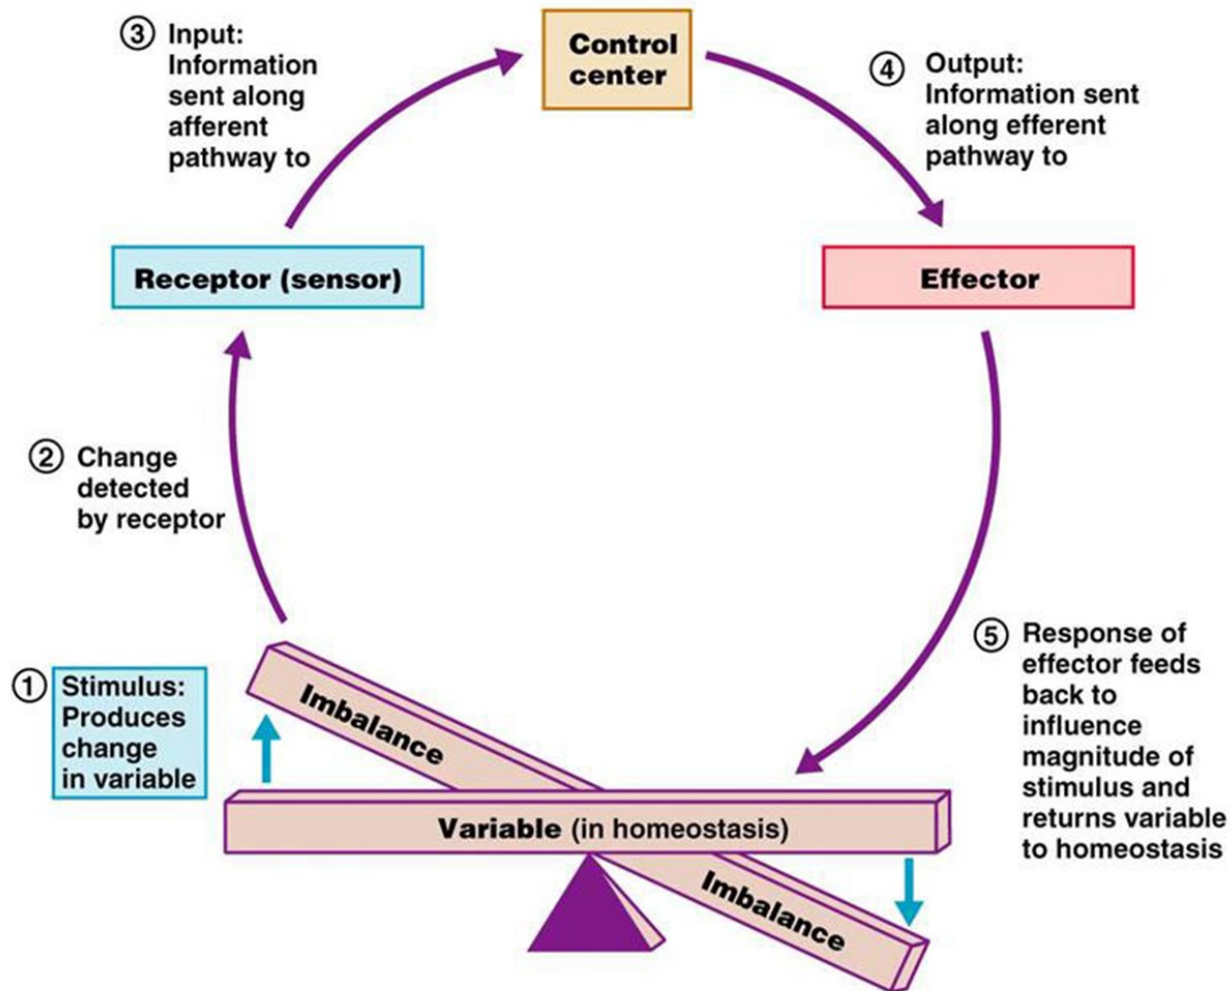 ③ Input:
Information
sent along
afferent
pathway to
Control
center
④ Output:
Information sent
along efferent
pathway to
Receptor (sensor)
Effector
② Change
detected
by receptor
① Stimulus:
Produces
change
in variable
Imbalance
Variable (in homeostasis)
Imbalance
⑤ Response of
effector feeds
back to
influence
magnitude of
stimulus and
returns variable
to homeostasis